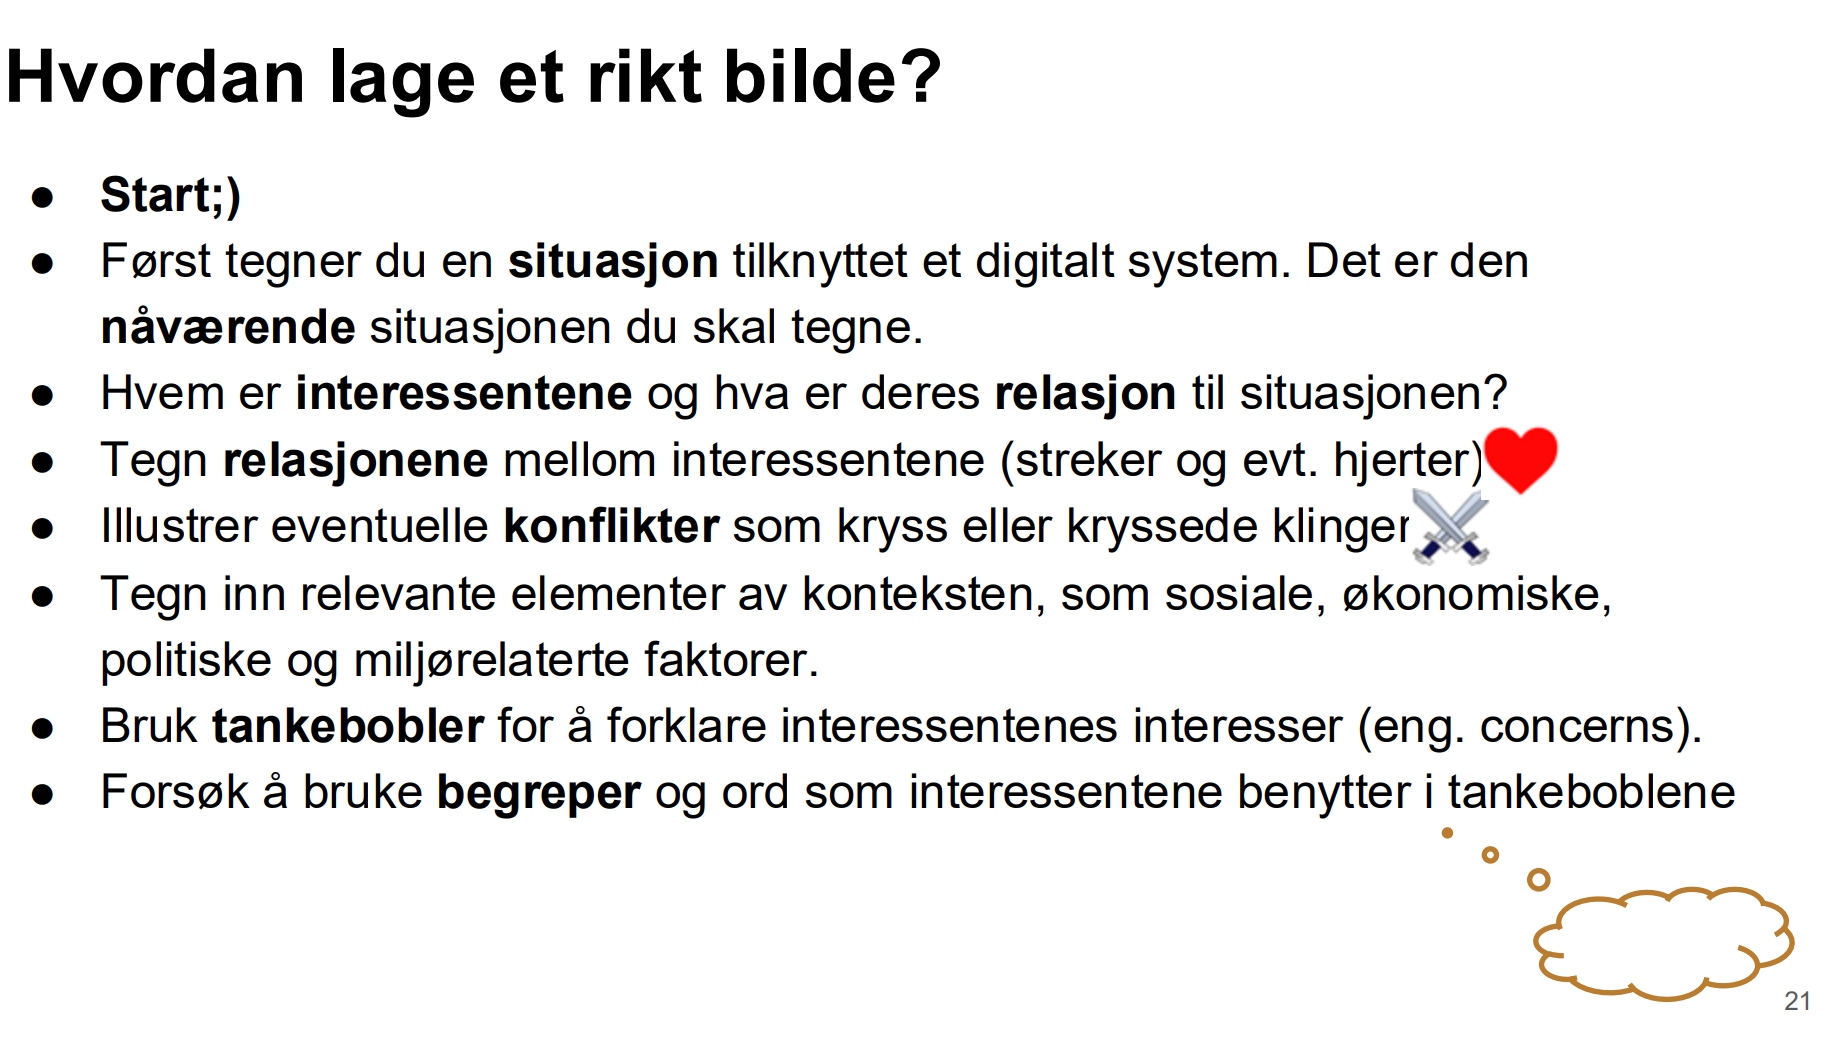 Hvordan lage et rikt bilde?
● Start;)
● Først tegner du en situasjon tilknyttet et digitalt system. Det er den
nåværende situasjonen du skal tegne.
● Hvem er interessentene og hva er deres relasjon til situasjonen?
● Tegn relasjonene mellom interessentene (streker og evt. hjerter)
● Illustrer eventuelle konflikter som kryss eller kryssede klinger
● Tegn inn relevante elementer av konteksten, som sosiale, økonomiske,
politiske og miljørelaterte faktorer.
● Bruk tankebobler for å forklare interessentenes interesser (eng. concerns).
● Forsøk å bruke begreper og ord som interessentene benytter i tankeboblene
21